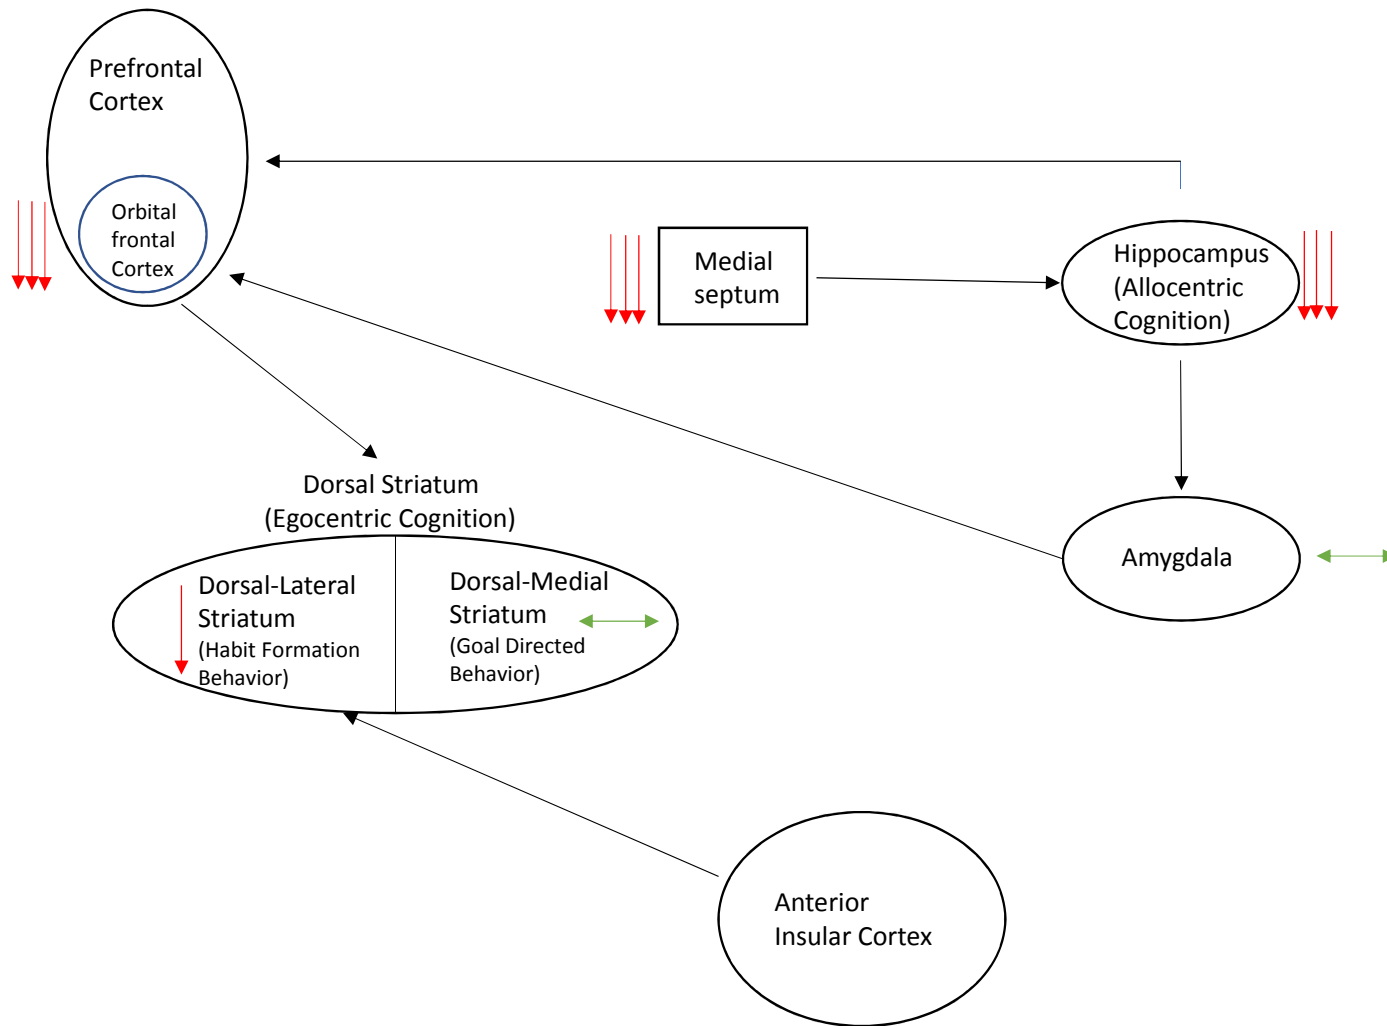 Prefrontal
Cortex
Orbital
frontal
Cortex
Medial
septum
Hippocampus
(Allocentric
Cognition)
Dorsal Striatum
(Egocentric Cognition)
Dorsal-Lateral
Striatum
(Habit Formation
Behavior)
Dorsal-Medial
Striatum
(Goal Directed
Behavior)
Amygdala
Anterior
Insular Cortex